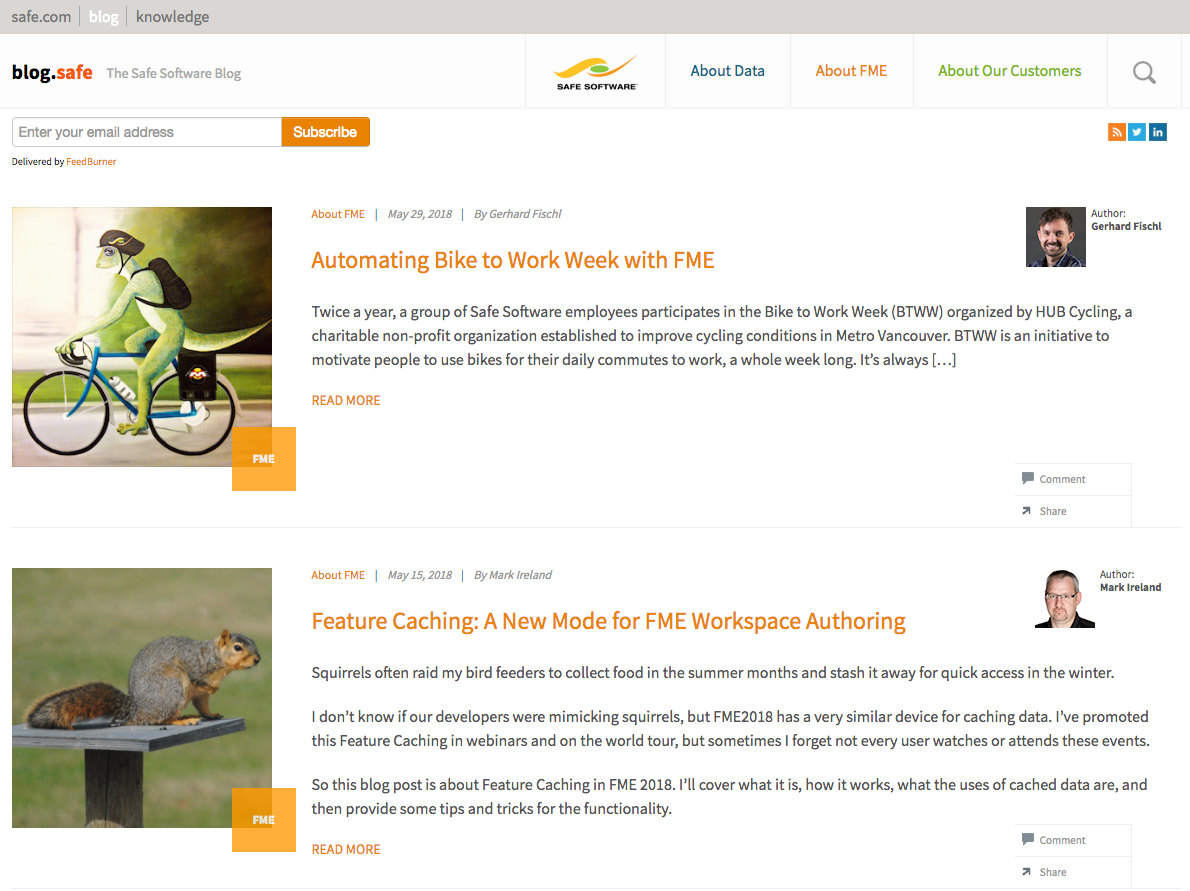 safe.com blog knowledge
blog.safe The Safe Software Blog
SAFE SOFTWARE
About Data
About FME
About Our Customers
Enter your email address Subscribe
Delivered by FeedBurner
in
About FME | May 29, 2018 | By Gerhard Fischl
Author:
Gerhard Fischl
Automating Bike to Work Week with FME
Twice a year, a group of Safe Software employees participates in the Bike to Work Week (BTWW) organized by HUB Cycling, a
charitable non-profit organization established to improve cycling conditions in Metro Vancouver. BTWW is an initiative to
motivate people to use bikes for their daily commutes to work, a whole week long. It’s always […]
READ MORE
FME
Comment
Share
About FME | May 15, 2018 | By Mark Ireland
Author:
Mark Ireland
Feature Caching: A New Mode for FME Workspace Authoring
Squirrels often raid my bird feeders to collect food in the summer months and stash it away for quick access in the winter.
I don’t know if our developers were mimicking squirrels, but FME2018 has a very similar device for caching data. I’ve promoted
this Feature Caching in webinars and on the world tour, but sometimes I forget not every user watches or attends these events.
So this blog post is about Feature Caching in FME 2018. I’ll cover what it is, how it works, what the uses of cached data are, and
then provide some tips and tricks for the functionality.
READ MORE
FME
Comment
Share